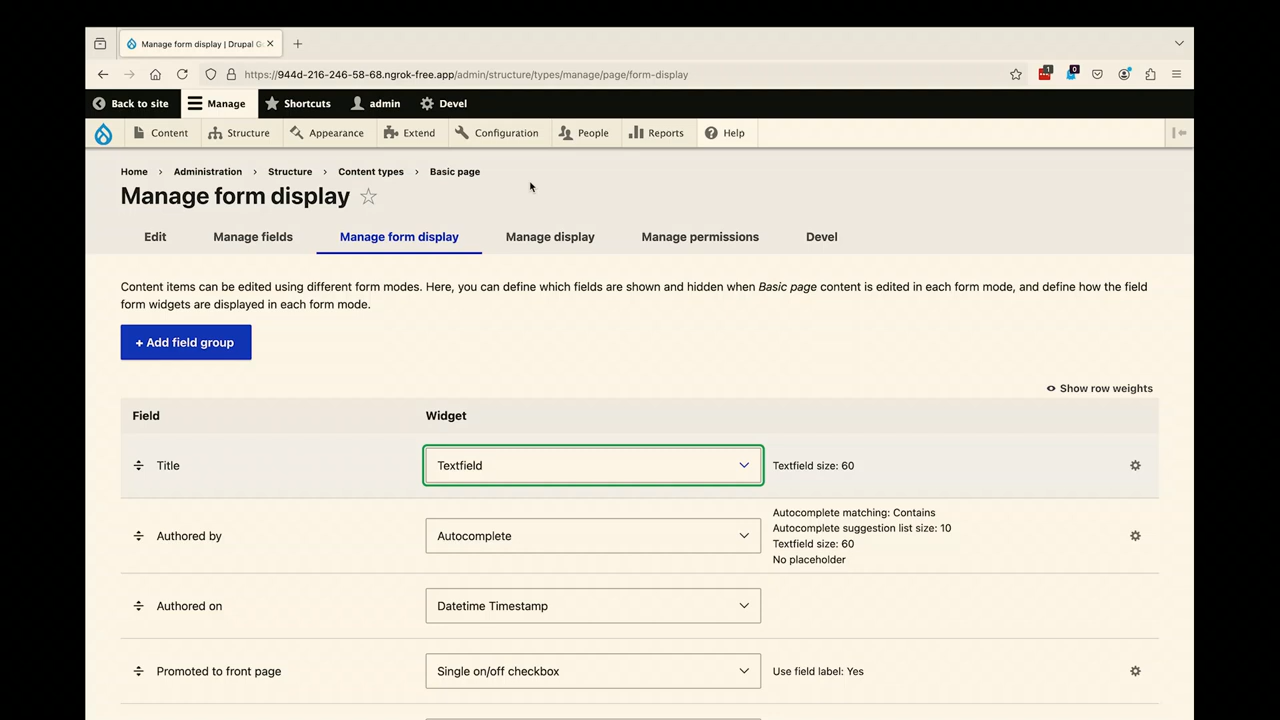 Manage form display | Drupal G
https://944d-216-246-58-68.ngrok-free.app/admin/structure/types/manage/page/form-display
1
0
Back to site
Manage
Shortcuts
admin
Devel
Content
Structure
Appearance
Extend
Configuration
People
Reports
Help
Home > Administration > Structure > Content types > Basic page
Manage form display
Edit
Manage fields
Manage form display
Manage display
Manage permissions
Devel
Content items can be edited using different form modes. Here, you can define which fields are shown and hidden when Basic page content is edited in each form mode, and define how the field
form widgets are displayed in each form mode.
+ Add field group
Show row weights
Field
Widget
Title
Textfield
Textfield size: 60
Authored by
Autocomplete
Autocomplete matching: Contains
Autocomplete suggestion list size: 10
Textfield size: 60
No placeholder
Authored on
Datetime Timestamp
Promoted to front page
Single on/off checkbox
Use field label: Yes